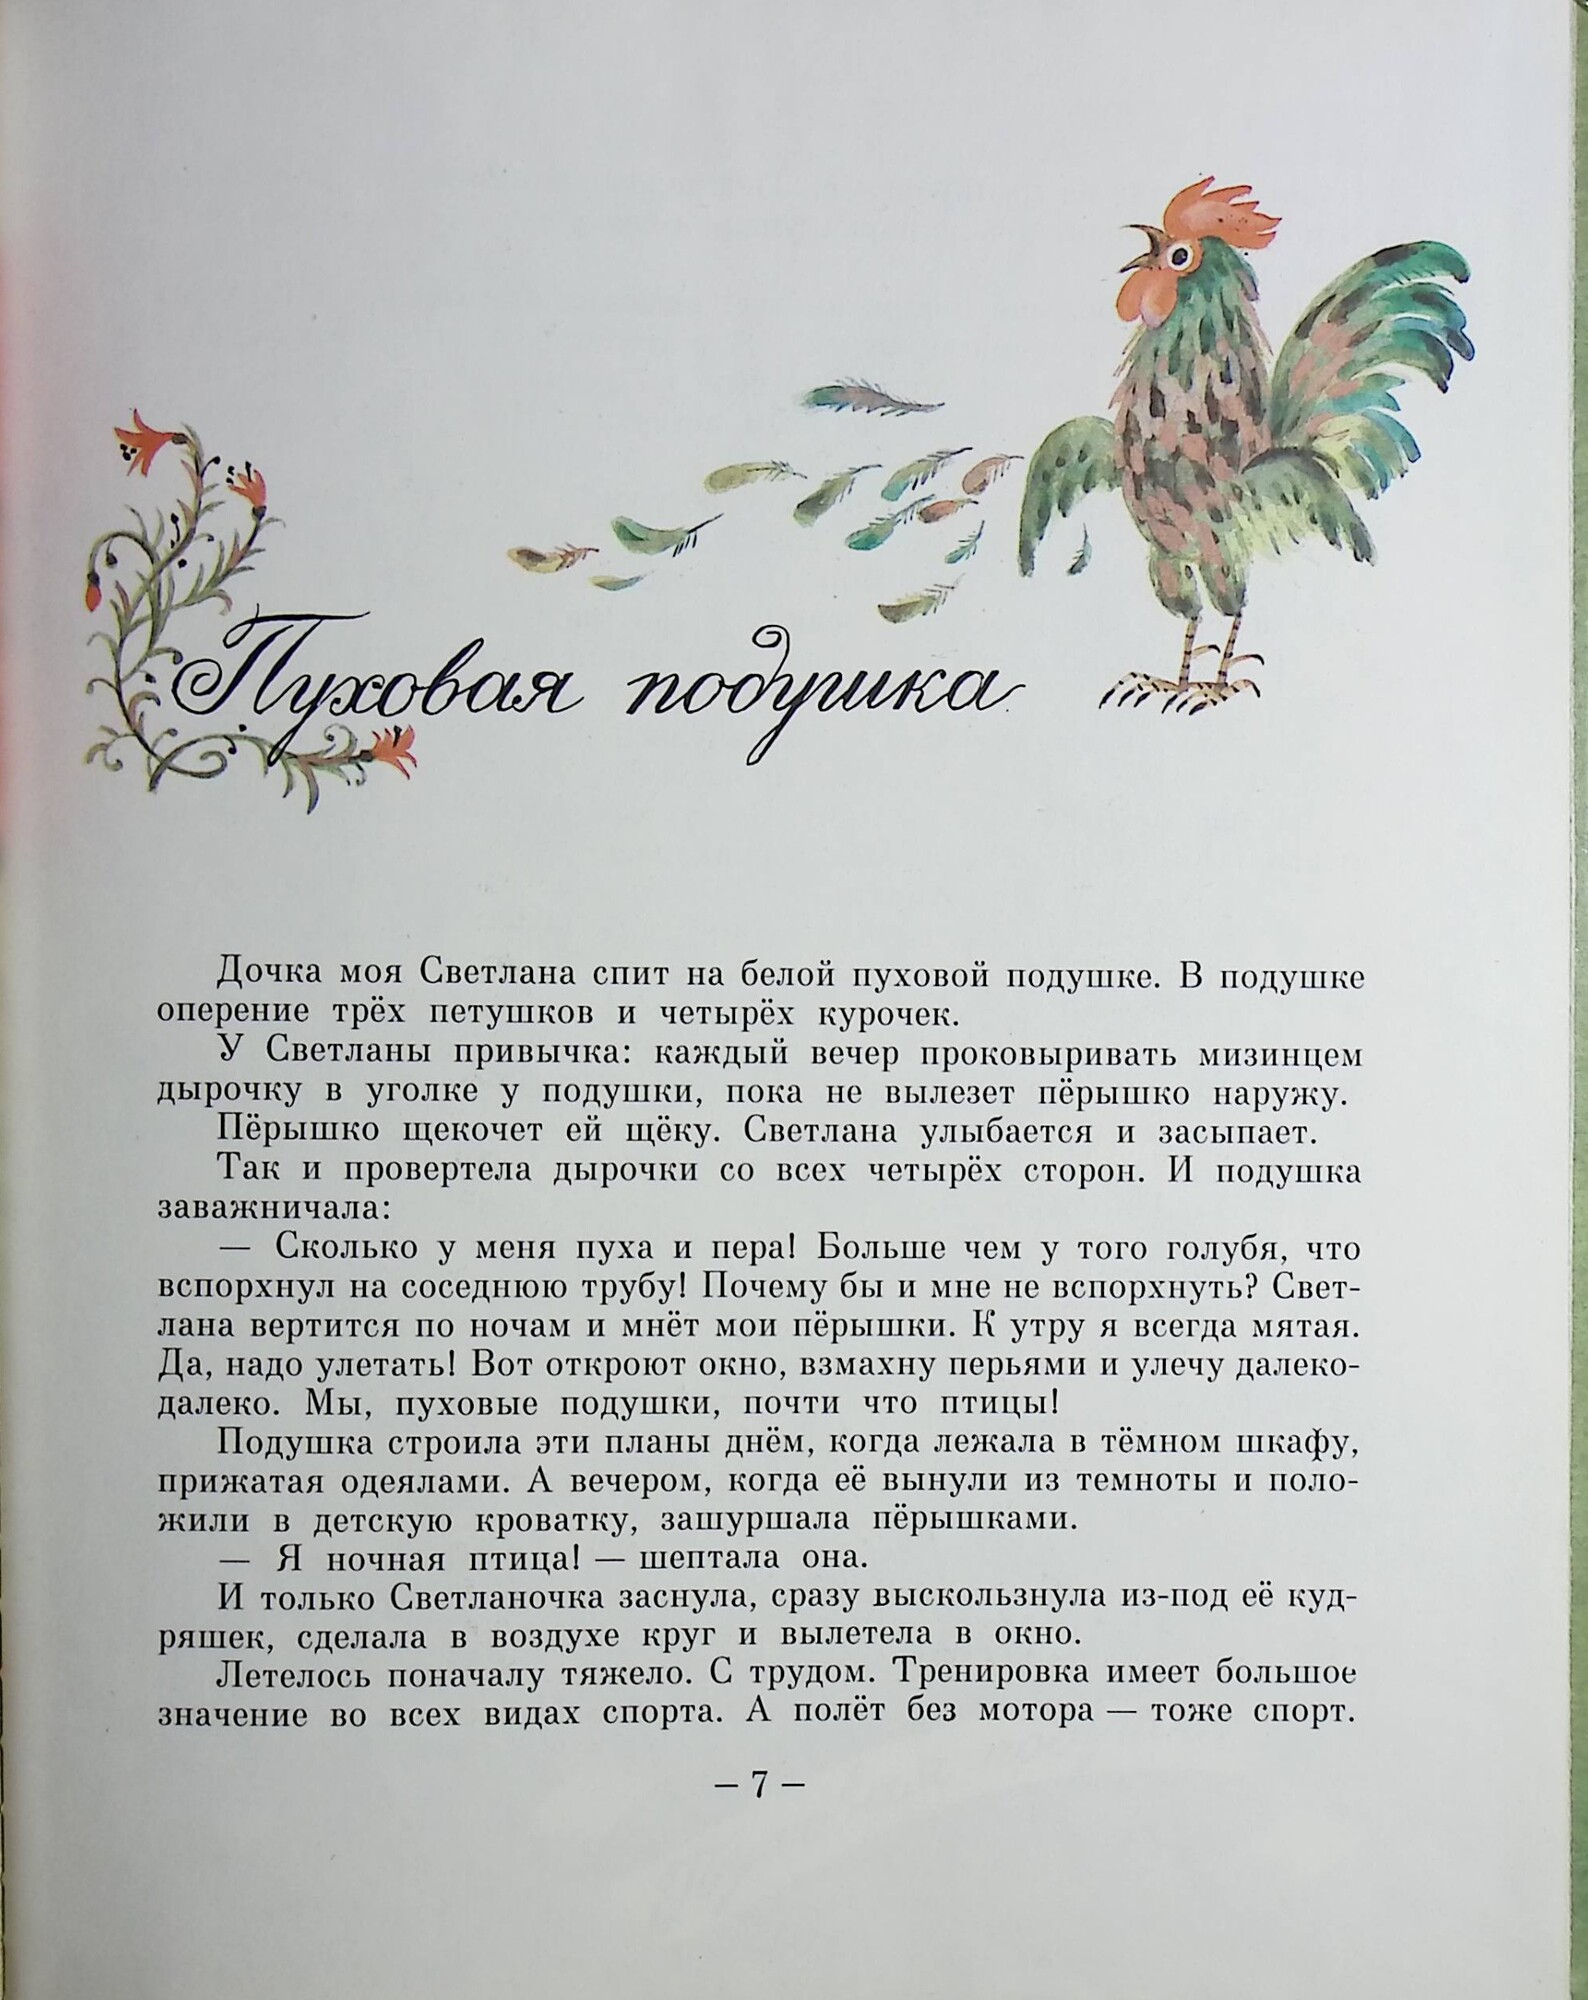 Пуховая подушка
Дочка моя Светлана спит на белой пуховой подушке. В подушке
оперение трёх петушков и четырёх курочек.
У Светланы привычка: каждый вечер проковыривать мизинцем
дырочку в уголке у подушки, пока не вылезет пёрышко наружу.
Пёрышко щекочет ей щёку. Светлана улыбается и засыпает.
Так и провертела дырочки со всех четырёх сторон. И подушка
заважничала:
— Сколько у меня пуха и пера! Больше чем у того голубя, что
вспорхнул на соседнюю трубу! Почему бы и мне не вспорхнуть? Свет-
лана вертится по ночам и мнёт мои пёрышки. К утру я всегда мятая.
Да, надо улетать! Вот откроют окно, взмахну перьями и улечу далеко-
далеко. Мы, пуховые подушки, почти что птицы!
Подушка строила эти планы днём, когда лежала в тёмном шкафу,
прижатая одеялами. А вечером, когда её вынули из темноты и поло-
жили в детскую кроватку, зашуршала пёрышками.
— Я ночная птица! — шептала она.
И только Светланочка заснула, сразу выскользнула из-под её куд-
ряшек, сделала в воздухе круг и вылетела в окно.
Летелось поначалу тяжело. С трудом. Тренировка имеет большое
значение во всех видах спорта. А полёт без мотора — тоже спорт.
— 7 —